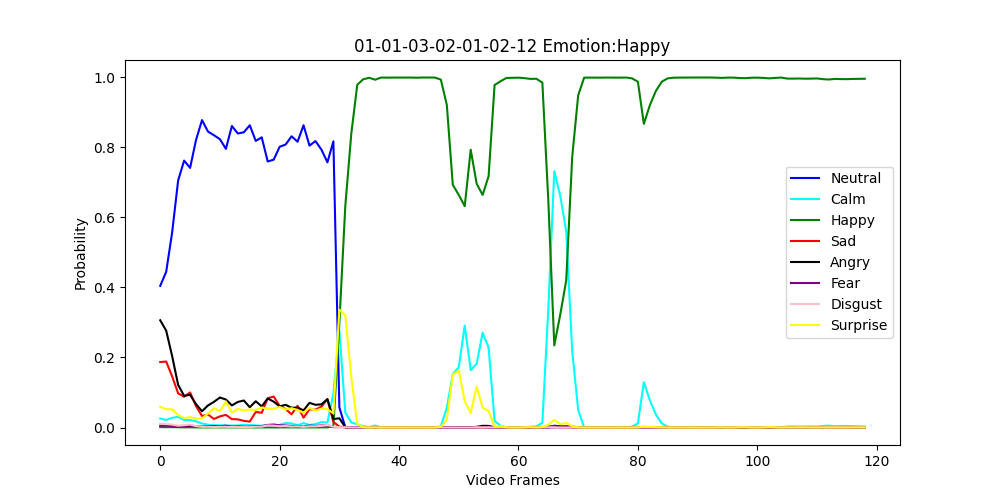 01-01-03-02-01-02-12 Emotion:Happy
1.0
0.8
0.6
0.4
0.2
0.0
Probability
0 20 40 60 80 100 120
Video Frames
Neutral
Calm
Happy
Sad
Angry
Fear
Disgust
Surprise